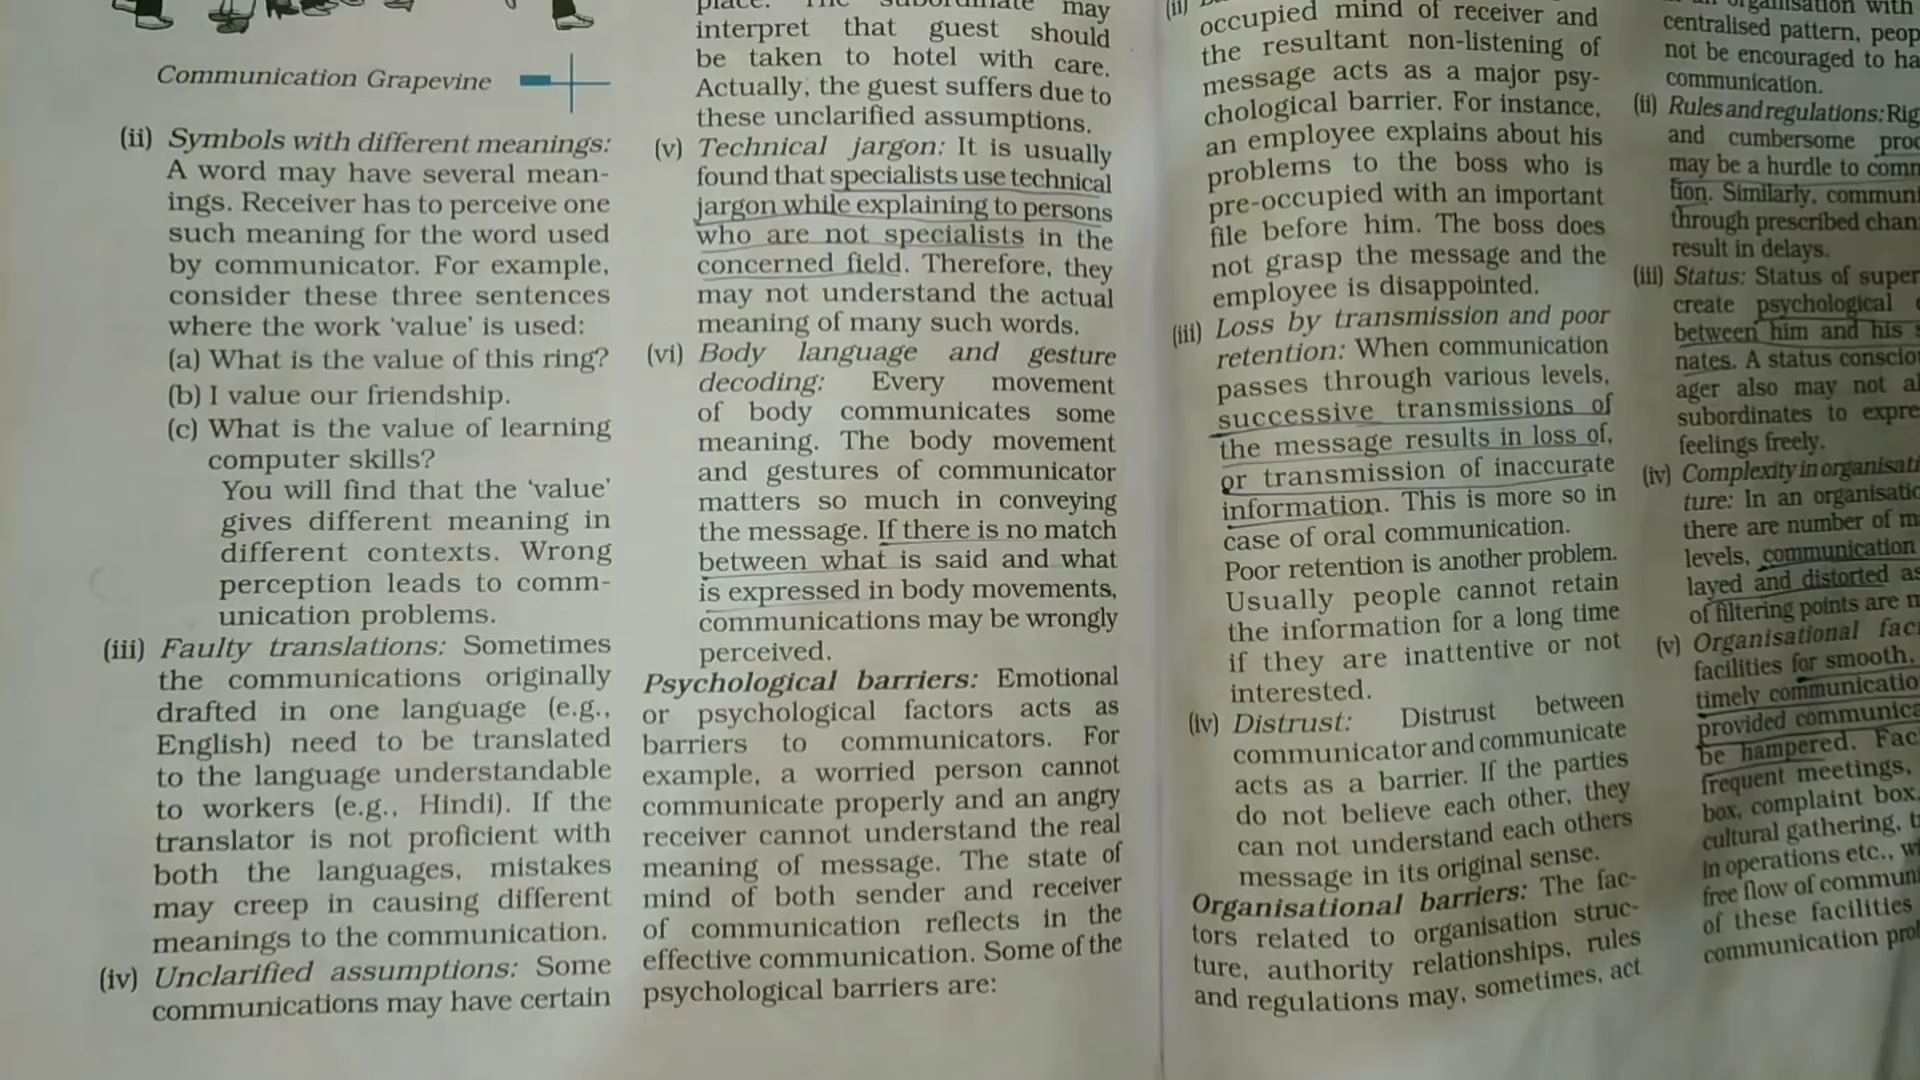 Communication Grapevine
(ii) Symbols with different meanings:
A word may have several mean-
ings. Receiver has to perceive one
such meaning for the word used
by communicator. For example,
consider these three sentences
where the work ‘value’ is used:
(a) What is the value of this ring?
(b) I value our friendship.
(c) What is the value of learning
computer skills?
You will find that the ‘value’
gives different meaning in
different contexts. Wrong
perception leads to comm-
unication problems.
(iii) Faulty translations: Sometimes
the communications originally
drafted in one language (e.g.,
English) need to be translated
to the language understandable
to workers (e.g., Hindi). If the
translator is not proficient with
both the languages, mistakes
may creep in causing different
meanings to the communication.
(iv) Unclarified assumptions: Some
communications may have certain
may
interpret that guest should
be taken to hotel with care.
Actually, the guest suffers due to
these unclarified assumptions.
(v) Technical jargon: It is usually
found that specialists use technical
jargon while explaining to persons
who are not specialists in the
concerned field. Therefore, they
may not understand the actual
meaning of many such words.
(vi) Body language and gesture
decoding: Every movement
of body communicates some
meaning. The body movement
and gestures of communicator
matters so much in conveying
the message. If there is no match
between what is said and what
is expressed in body movements,
communications may be wrongly
perceived.
Psychological barriers: Emotional
or psychological factors acts as
barriers to communicators. For
example, a worried person cannot
communicate properly and an angry
receiver cannot understand the real
meaning of message. The state of
mind of both sender and receiver
of communication reflects in the
effective communication. Some of the
psychological barriers are:
(ii)
occupied mind of receiver and
the resultant non-listening of
message acts as a major psy-
chological barrier. For instance,
an employee explains about his
problems to the boss who is
pre-occupied with an important
file before him. The boss does
not grasp the message and the
employee is disappointed.
(iii) Loss by transmission and poor
retention: When communication
passes through various levels,
successive transmissions of
the message results in loss of,
or transmission of inaccurate
information. This is more so in
case of oral communication.
Poor retention is another problem.
Usually people cannot retain
the information for a long time
if they are inattentive or not
interested.
(iv) Distrust: Distrust between
communicator and communicate
acts as a barrier. If the parties
do not believe each other, they
can not understand each others
message in its original sense.
Organisational barriers: The fac-
tors related to organisation struc-
ture, authority relationships, rules
and regulations may, sometimes, act
with
centralised pattern,
not be encouraged to
communication.
(ii) Rules and regulations:
and cumbersome
may be a hurdle to
tion. Similarly,
through prescribed
result in delays.
(iii) Status: Status of
create psychological
between him and his
nates. A status
ager also may not
subordinates to
feelings freely.
(iv) Complexity in
ture: In an
there are number of
levels, communication
layed and distorted as
of filtering points are
(v) Organisational
facilities for smooth,
timely
provided
be hampered.
frequent meetings,
box, complaint box,
cultural gathering,
in operations etc.,
free flow of
of these facilities
communication